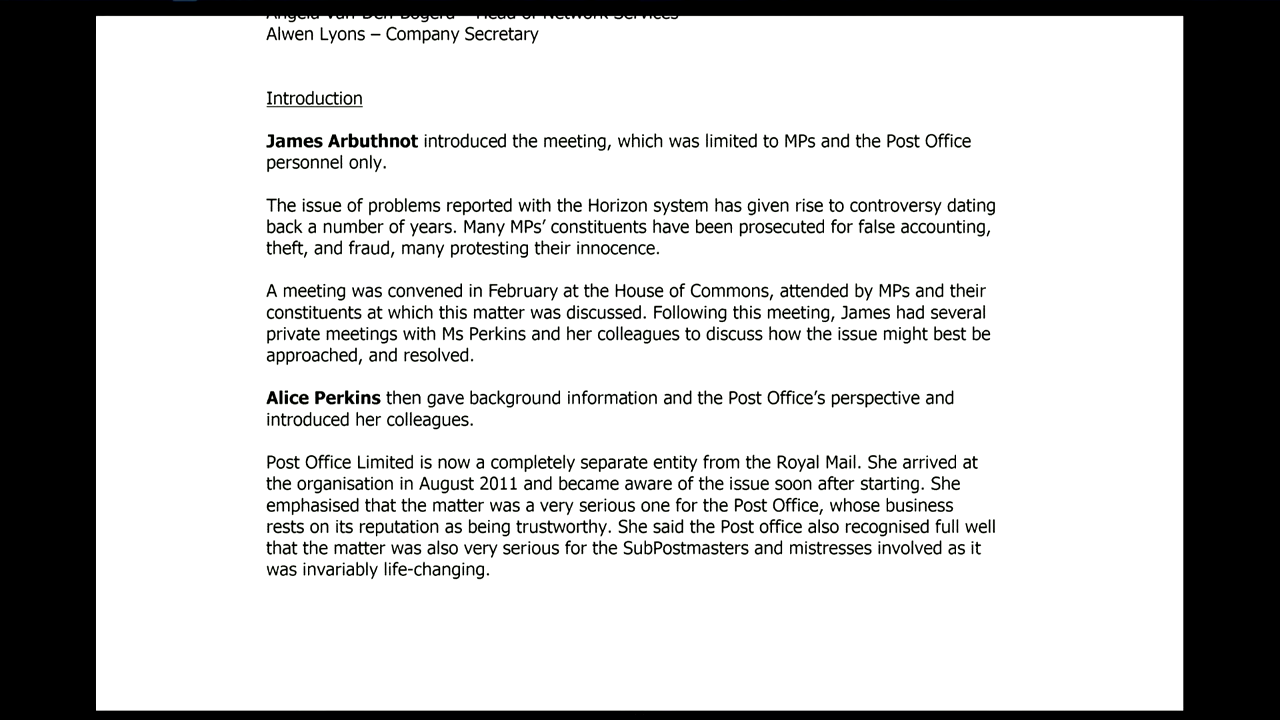 Angela Van Den Bogerd – Head of Network Services
Alwen Lyons – Company Secretary
Introduction
James Arbuthnot introduced the meeting, which was limited to MPs and the Post Office
personnel only.
The issue of problems reported with the Horizon system has given rise to controversy dating
back a number of years. Many MPs’ constituents have been prosecuted for false accounting,
theft, and fraud, many protesting their innocence.
A meeting was convened in February at the House of Commons, attended by MPs and their
constituents at which this matter was discussed. Following this meeting, James had several
private meetings with Ms Perkins and her colleagues to discuss how the issue might best be
approached, and resolved.
Alice Perkins then gave background information and the Post Office’s perspective and
introduced her colleagues.
Post Office Limited is now a completely separate entity from the Royal Mail. She arrived at
the organisation in August 2011 and became aware of the issue soon after starting. She
emphasised that the matter was a very serious one for the Post Office, whose business
rests on its reputation as being trustworthy. She said the Post office also recognised full well
that the matter was also very serious for the SubPostmasters and mistresses involved as it
was invariably life-changing.